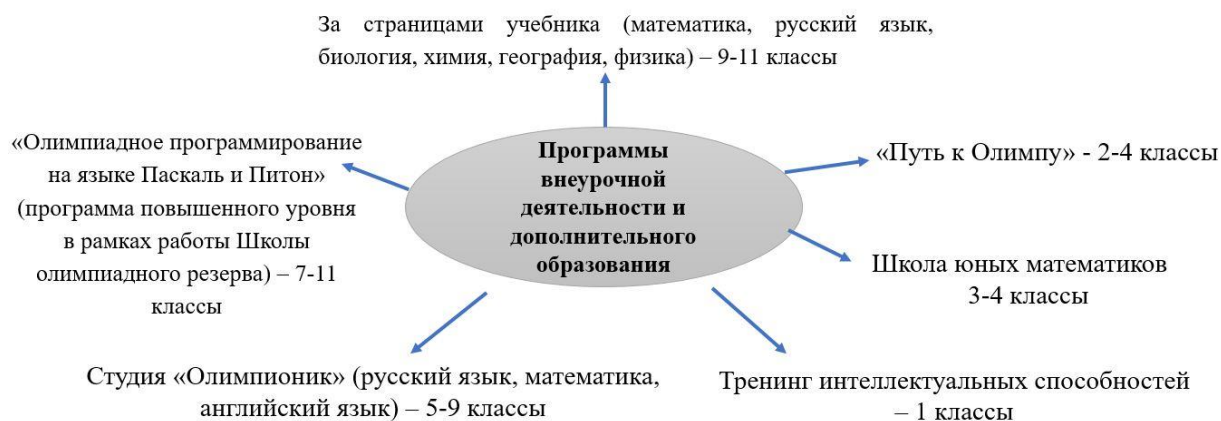 За страницами учебника (математика, русский язык,
биология, химия, география, физика) – 9-11 классы
«Олимпиадное программирование
на языке Паскаль и Питон»
(программа повышенного уровня
в рамках работы Школы
олимпиадного резерва) – 7-11
классы
Программы
внеурочной
деятельности и
дополнительного
образования
«Путь к Олимпу» - 2-4 классы
Школа юных математиков
3-4 классы
Студия «Олимпионик» (русский язык, математика,
английский язык) – 5-9 классы
Тренинг интеллектуальных способностей
– 1 классы